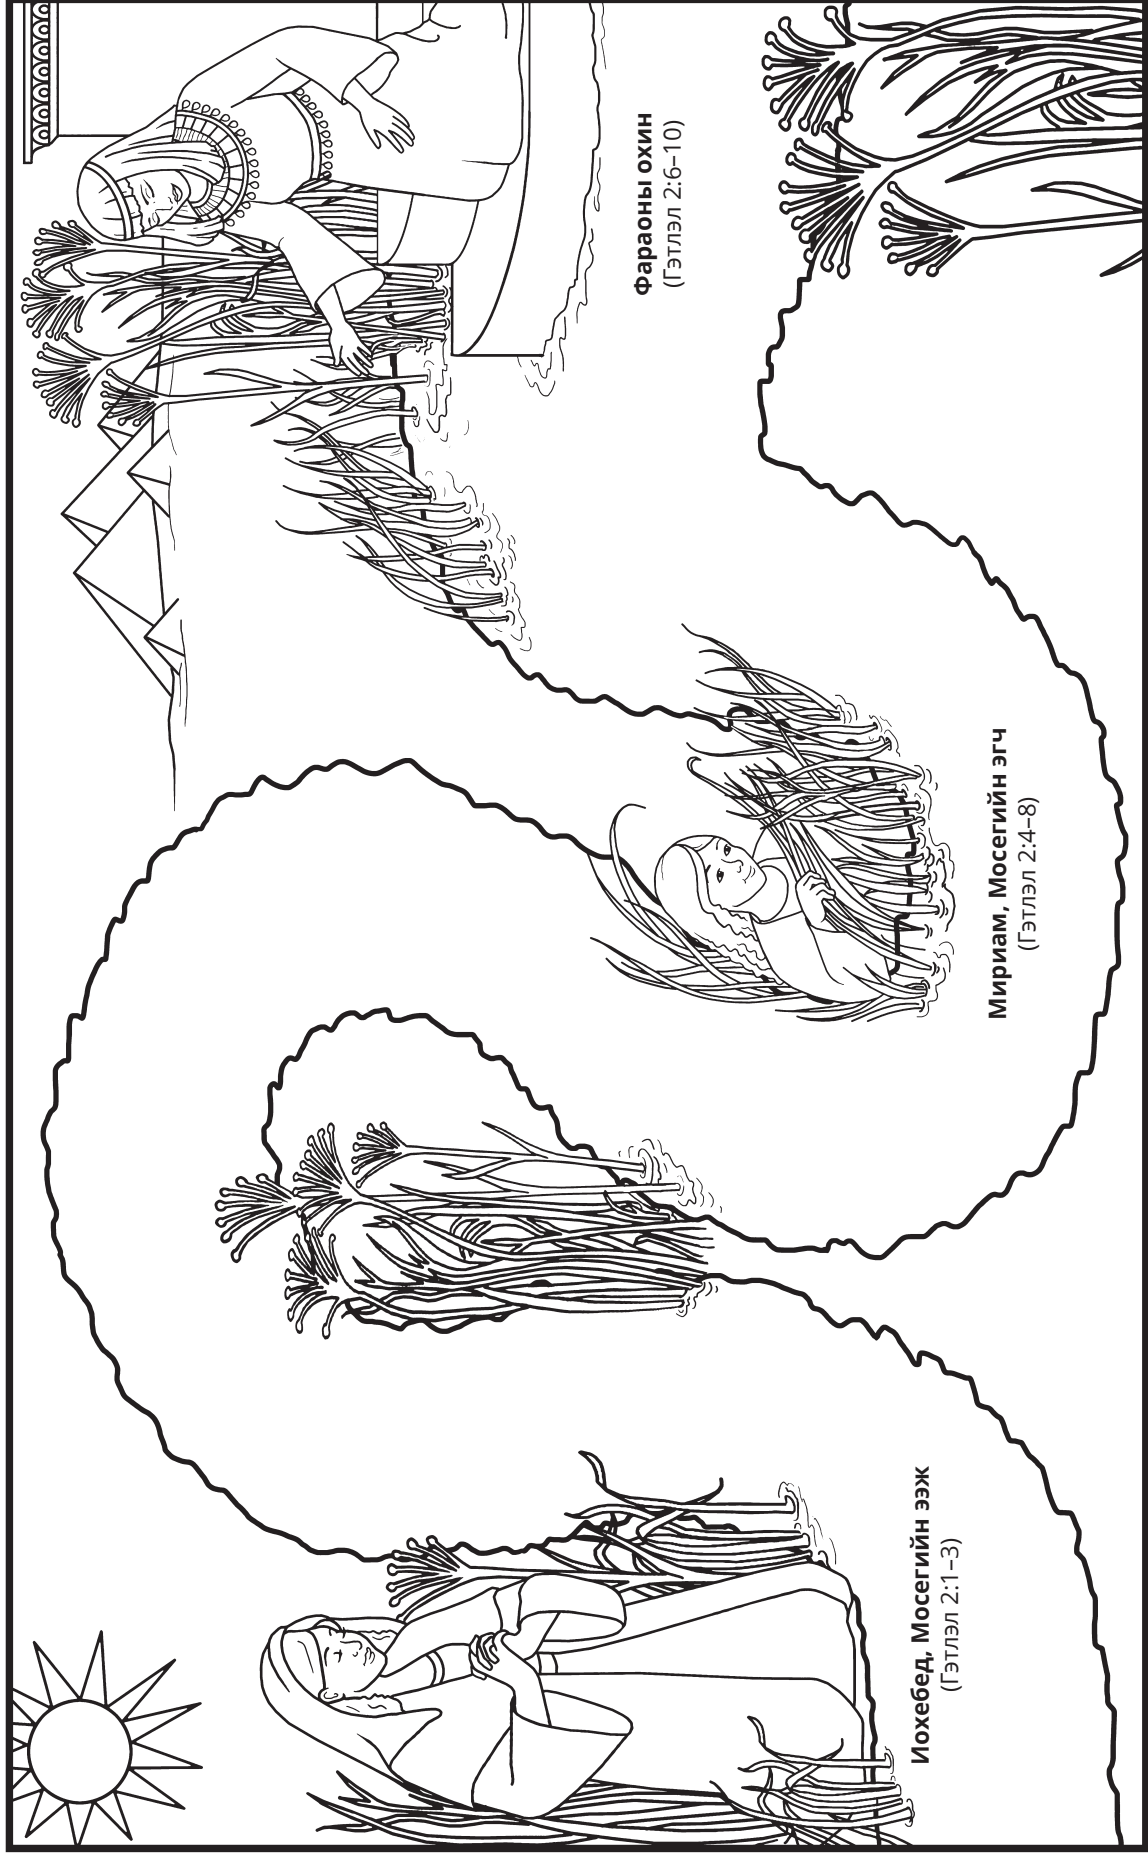 Иохебед, Мосегийн ээж
(Гэтлэл 2:1–3)
Мириам, Мосегийн эгч
(Гэтлэл 2:4–8)
Фараоны охин
(Гэтлэл 2:6–10)